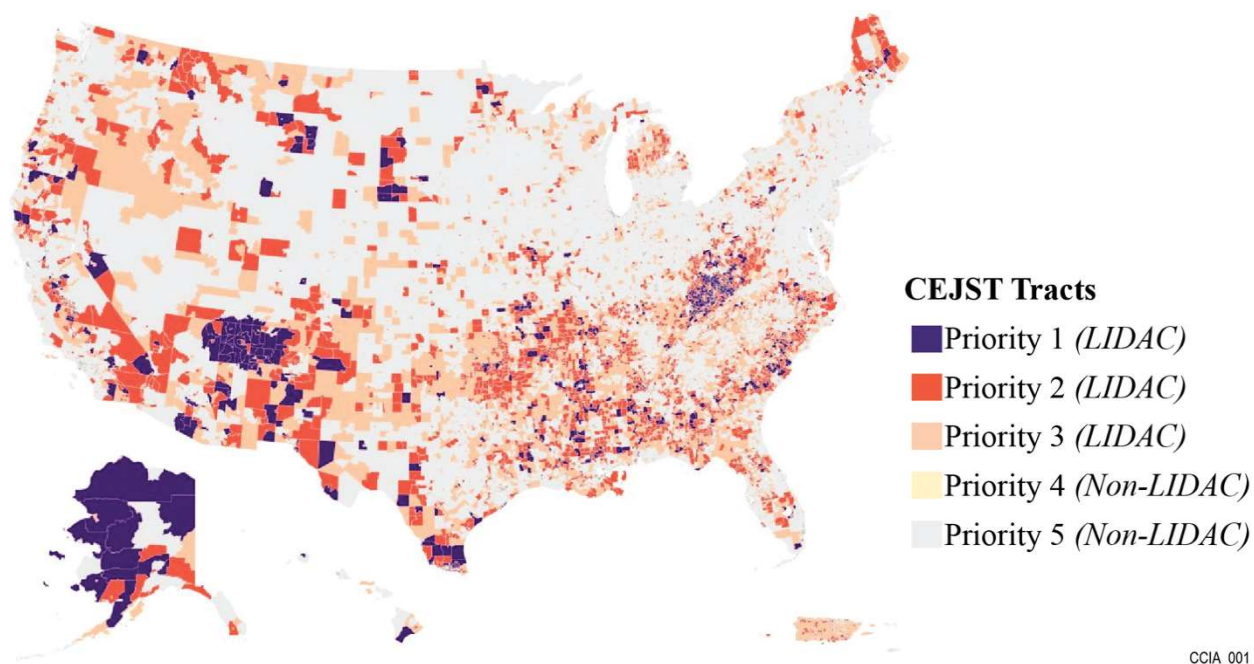 CEJST Tracts
Priority 1 (LIDAC)
Priority 2 (LIDAC)
Priority 3 (LIDAC)
Priority 4 (Non-LIDAC)
Priority 5 (Non-LIDAC)
CCIA 001